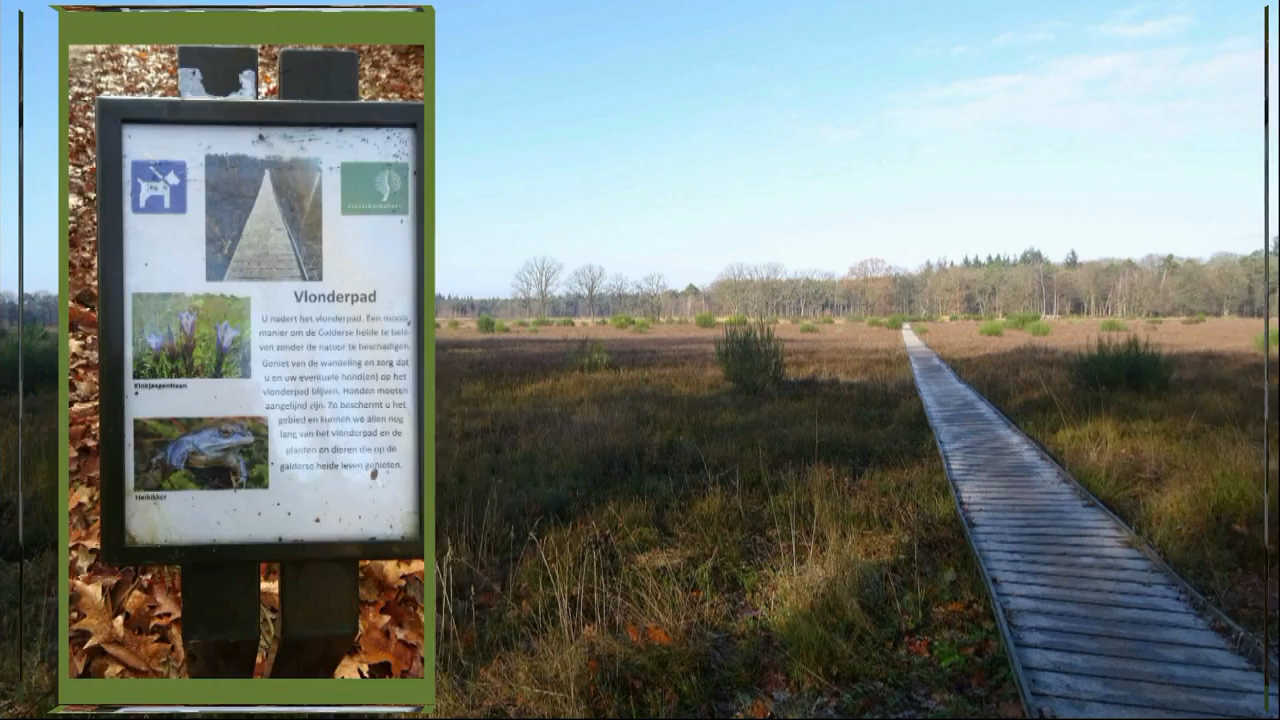 staatsbosbeheer
Vlonderpad
U nadert het vlonderpad. Een mooie
manier om de Galderse heide te bele-
ven zonder de natuur te beschadigen.
Geniet van de wandeling en zorg dat
u en uw eventuele hond(en) op het
vlonderpad blijven. Honden moeten
aangelijnd zijn. Zo beschermt u het
gebied en kunnen we allen nog
lang van het vlonderpad en de
planten en dieren die op de
galderse heide leven genieten.
Klokjesgentiaan
Heikikker